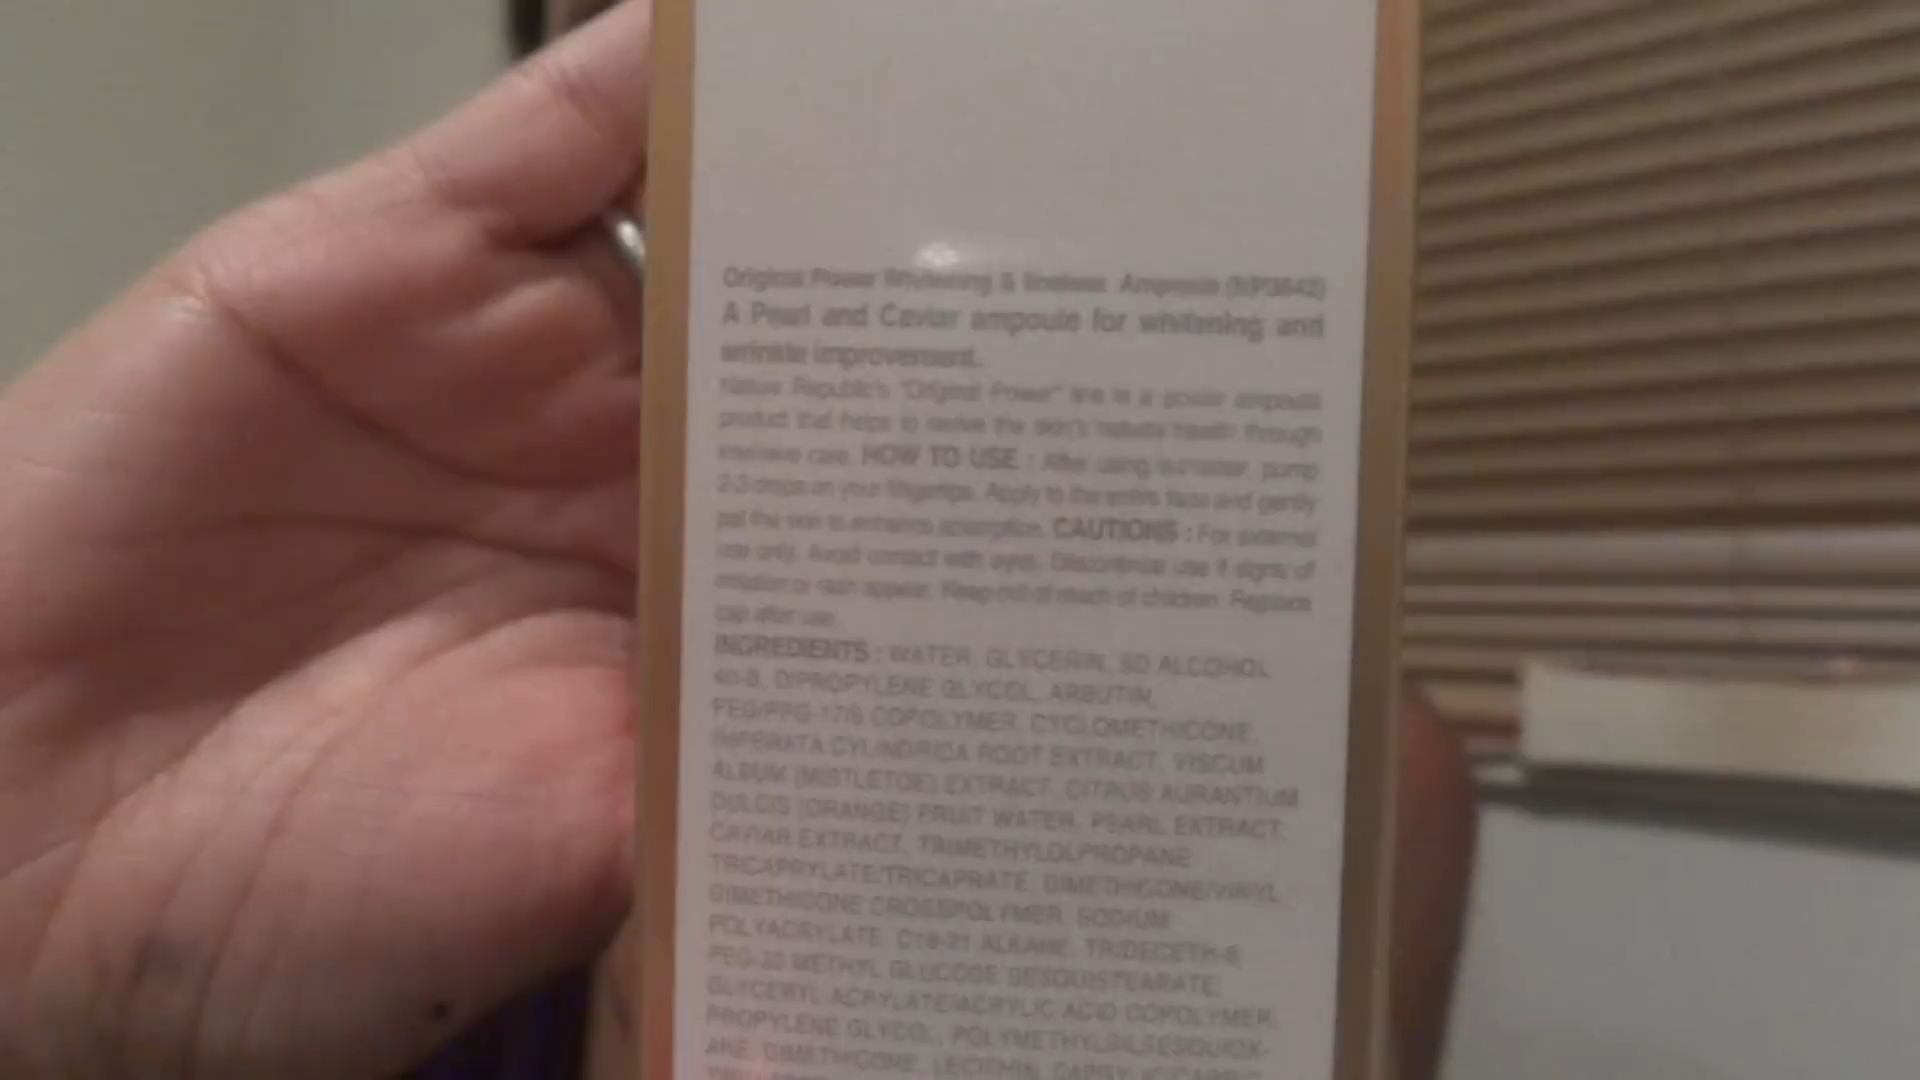 Original Power Whitening & lineless Ampoule
A Pearl and Caviar ampoule for whitening and
wrinkle improvement.
Nature Republic's "Original Power" line is a power ampoule
product that helps to revive the skin's natural health through
intensive care. HOW TO USE : After using pump
2-3 drops on your fingertips. Apply to the entire face and gently
pat the skin to enhance absorption. CAUTIONS : For external
use only. Avoid contact with eyes. Discontinue use if signs of
irritation or rash appear. Keep out of reach of children. Replace
cap after use.
INGREDIENTS : WATER, GLYCERIN, SD ALCOHOL
40-B, DIPROPYLENE GLYCOL, ARBUTIN,
PEG/PPG-17/6 COPOLYMER, CYCLOMETHICONE,
IMPERATA CYLINDRICA ROOT EXTRACT, VISCUM
ALBUM (MISTLETOE) EXTRACT, CITRUS AURANTIUM
DULCIS (ORANGE) FRUIT WATER, PEARL EXTRACT,
CAVIAR EXTRACT, TRIMETHYLOLPROPANE
TRICAPRYLATE/TRICAPRATE, DIMETHICONE/VINYL
DIMETHICONE CROSSPOLYMER, SODIUM
POLYACRYLATE, C18-21 ALKANE, TRIDECETH-6,
PEG-20 METHYL GLUCOSE SESQUISTEARATE,
GLYCERYL ACRYLATE/ACRYLIC ACID COPOLYMER,
PROPYLENE GLYCOL, POLYMETHYLSILSESQUIOX-
ANE, DIMETHICONE, LECITHIN,